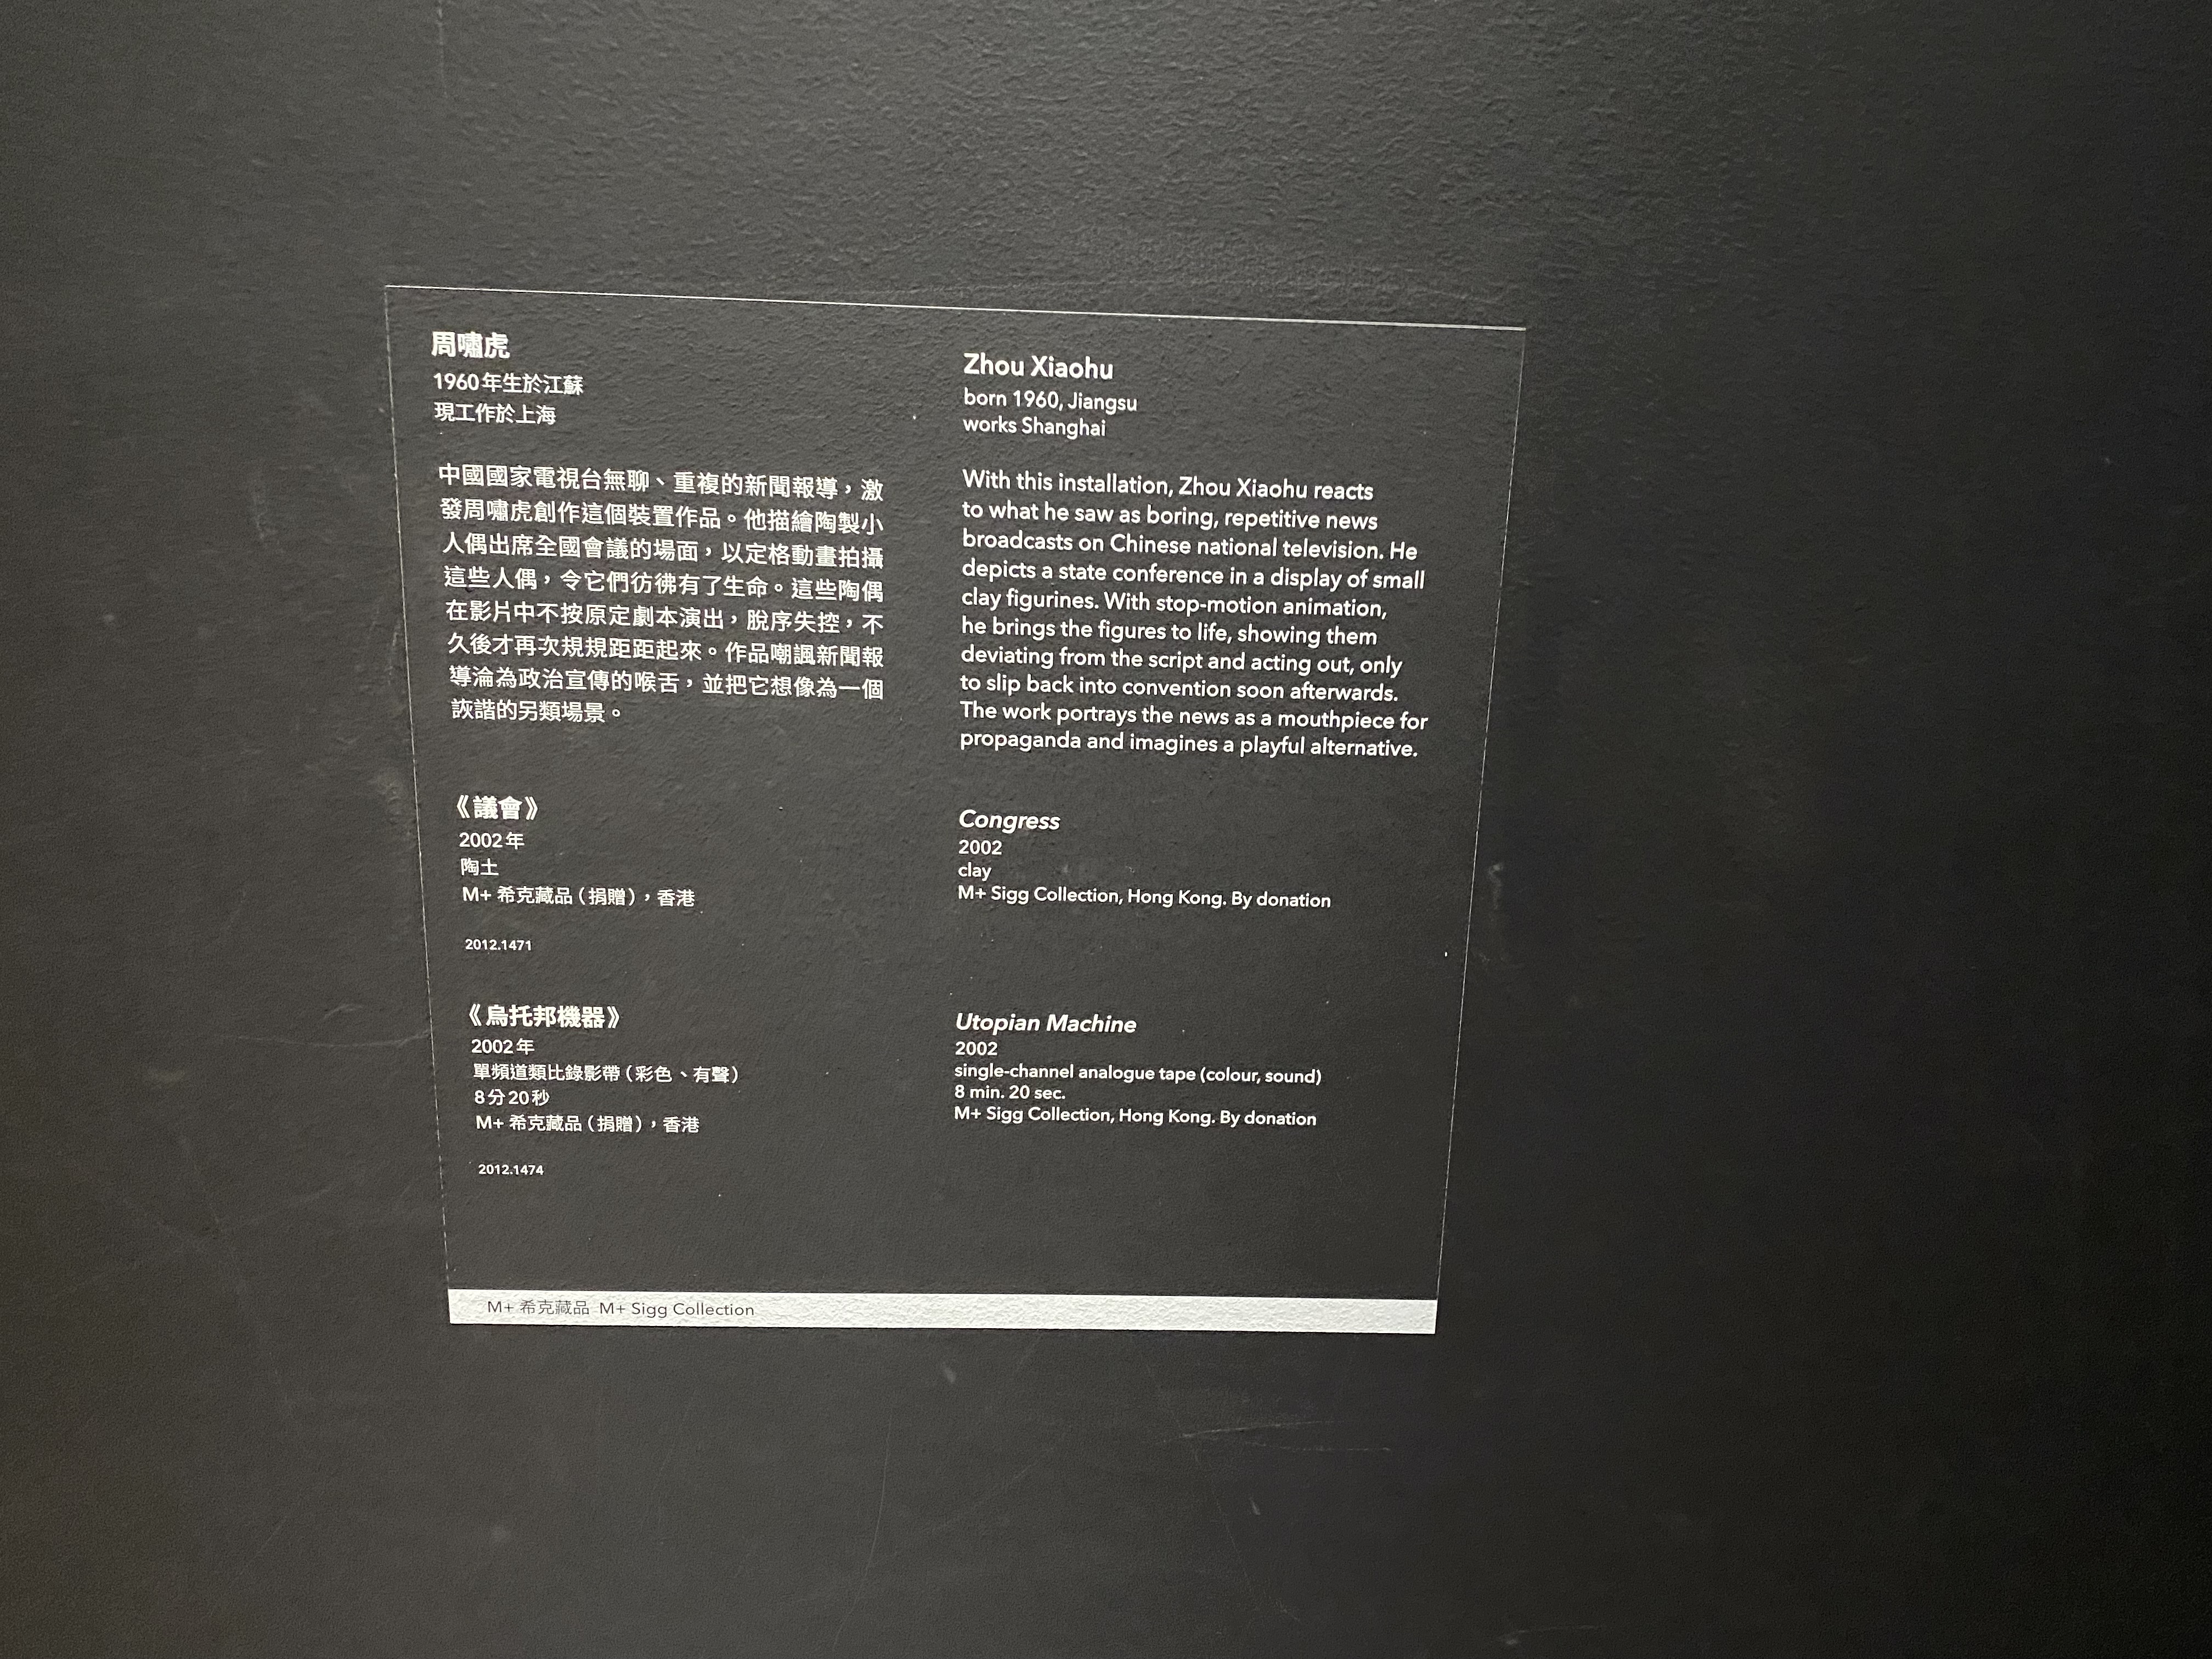 周嘯虎
1960年生於江蘇
現工作於上海
中國國家電視台無聊、重複的新聞報導，激
發周嘯虎創作這個裝置作品。他描繪陶製小
人偶出席全國會議的場面，以定格動畫拍攝
這些人偶，令它們彷彿有了生命。這些陶偶
在影片中不按原定劇本演出，脫序失控，不
久後才再次規規距距起來。作品嘲諷新聞報
導淪為政治宣傳的喉舌，並把它想像為一個
詼諧的另類場景。
《議會》
2002年
陶土
M+ 希克藏品（捐贈），香港
2012.1471
《烏托邦機器》
2002年
單頻道類比錄影帶（彩色、有聲）
8分20秒
M+ 希克藏品（捐贈），香港
2012.1474
Zhou Xiaohu
born 1960, Jiangsu
works Shanghai
With this installation, Zhou Xiaohu reacts
to what he saw as boring, repetitive news
broadcasts on Chinese national television. He
depicts a state conference in a display of small
clay figurines. With stop-motion animation,
he brings the figures to life, showing them
deviating from the script and acting out, only
to slip back into convention soon afterwards.
The work portrays the news as a mouthpiece for
propaganda and imagines a playful alternative.
Congress
2002
clay
M+ Sigg Collection, Hong Kong. By donation
Utopian Machine
2002
single-channel analogue tape (colour, sound)
8 min. 20 sec.
M+ Sigg Collection, Hong Kong. By donation
M+ 希克藏品 M+ Sigg Collection